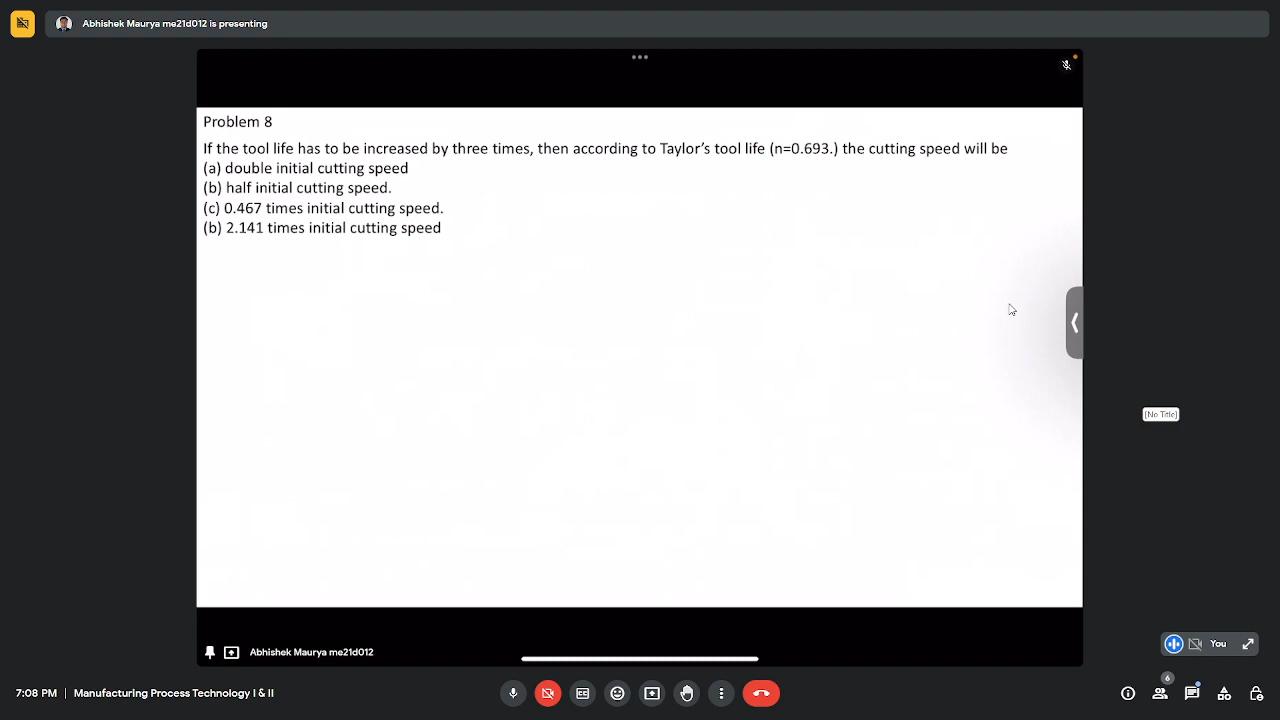 Abhishek Maurya me21d012 is presenting
Problem 8
If the tool life has to be increased by three times, then according to Taylor’s tool life (n=0.693.) the cutting speed will be
(a) double initial cutting speed
(b) half initial cutting speed.
(c) 0.467 times initial cutting speed.
(b) 2.141 times initial cutting speed
[No Title]
You
Abhishek Maurya me21d012
6
7:08 PM | Manufacturing Process Technology I & II